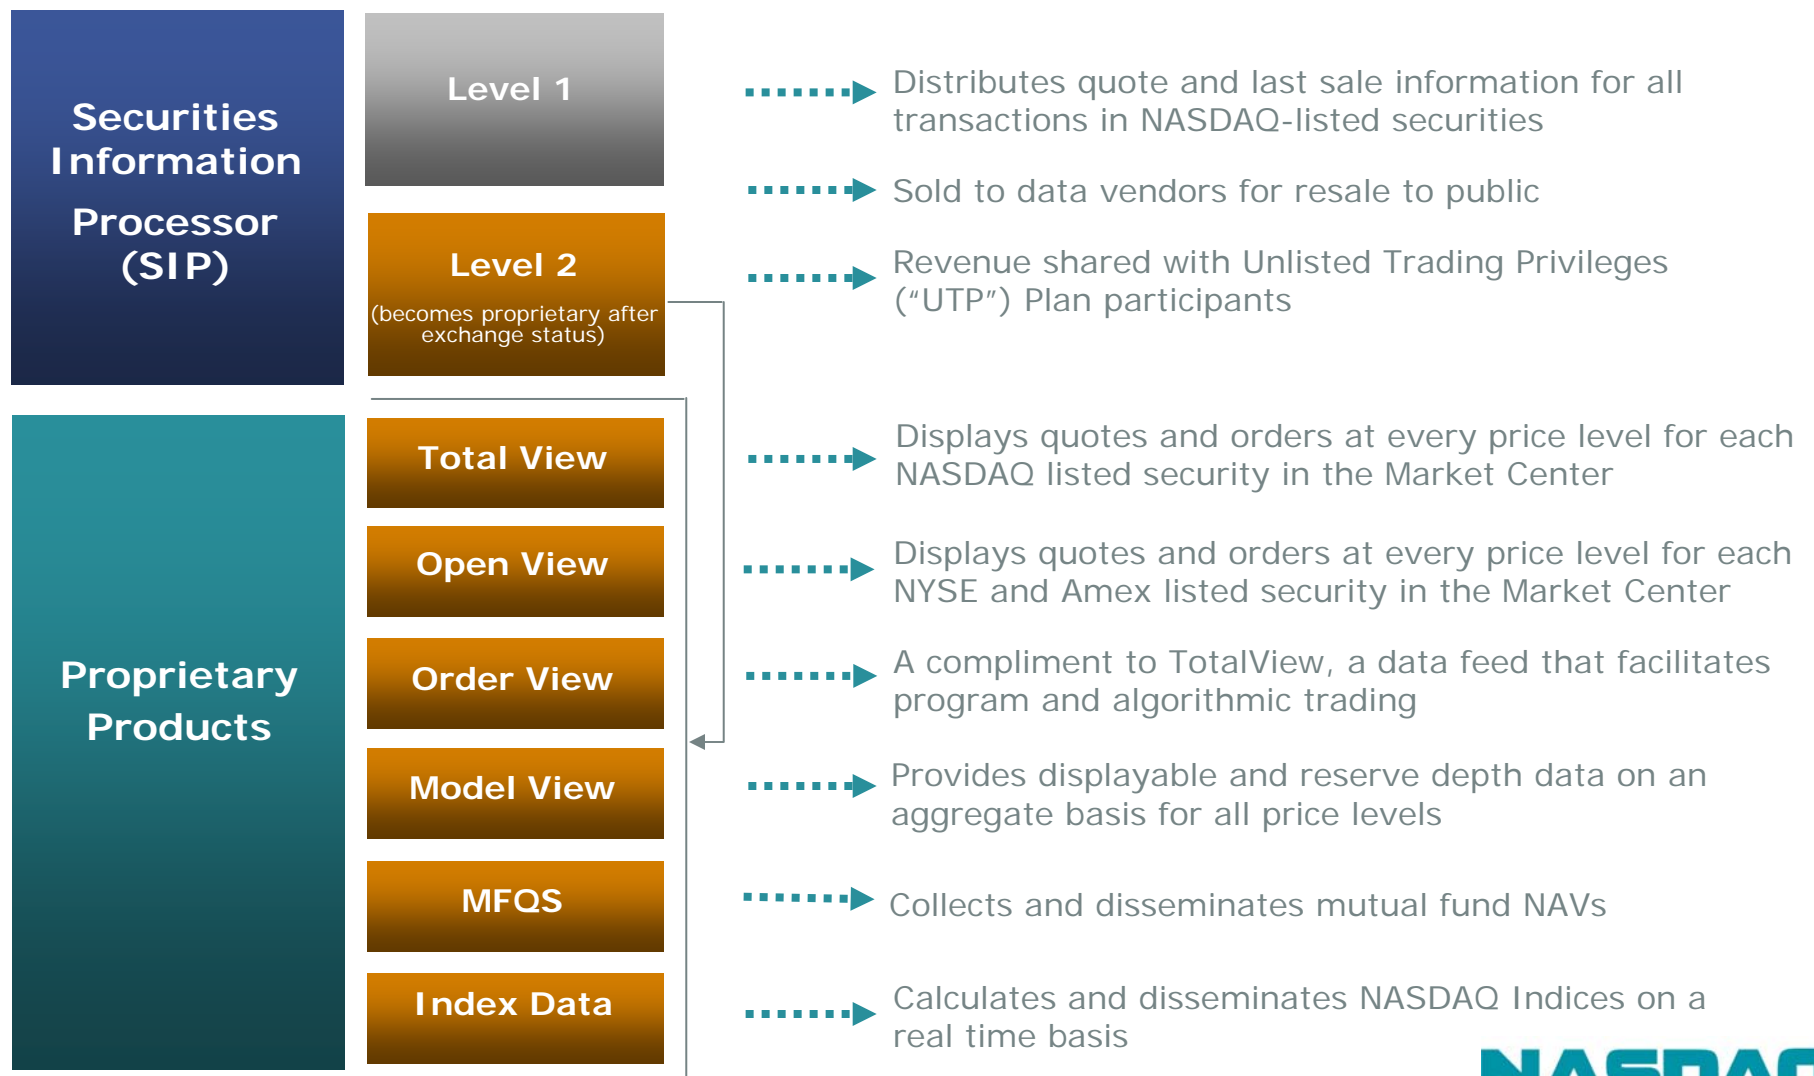 Securities
Information
Processor
(SIP)
Level 1
Level 2
(becomes proprietary after
exchange status)
Distributes quote and last sale information for all
transactions in NASDAQ-listed securities
Sold to data vendors for resale to public
Revenue shared with Unlisted Trading Privileges
(“UTP”) Plan participants
Proprietary
Products
Total View
Displays quotes and orders at every price level for each
NASDAQ listed security in the Market Center
Open View
Displays quotes and orders at every price level for each
NYSE and Amex listed security in the Market Center
Order View
A compliment to TotalView, a data feed that facilitates
program and algorithmic trading
Model View
Provides displayable and reserve depth data on an
aggregate basis for all price levels
MFQS
Collects and disseminates mutual fund NAVs
Index Data
Calculates and disseminates NASDAQ Indices on a
real time basis
NASDAQ